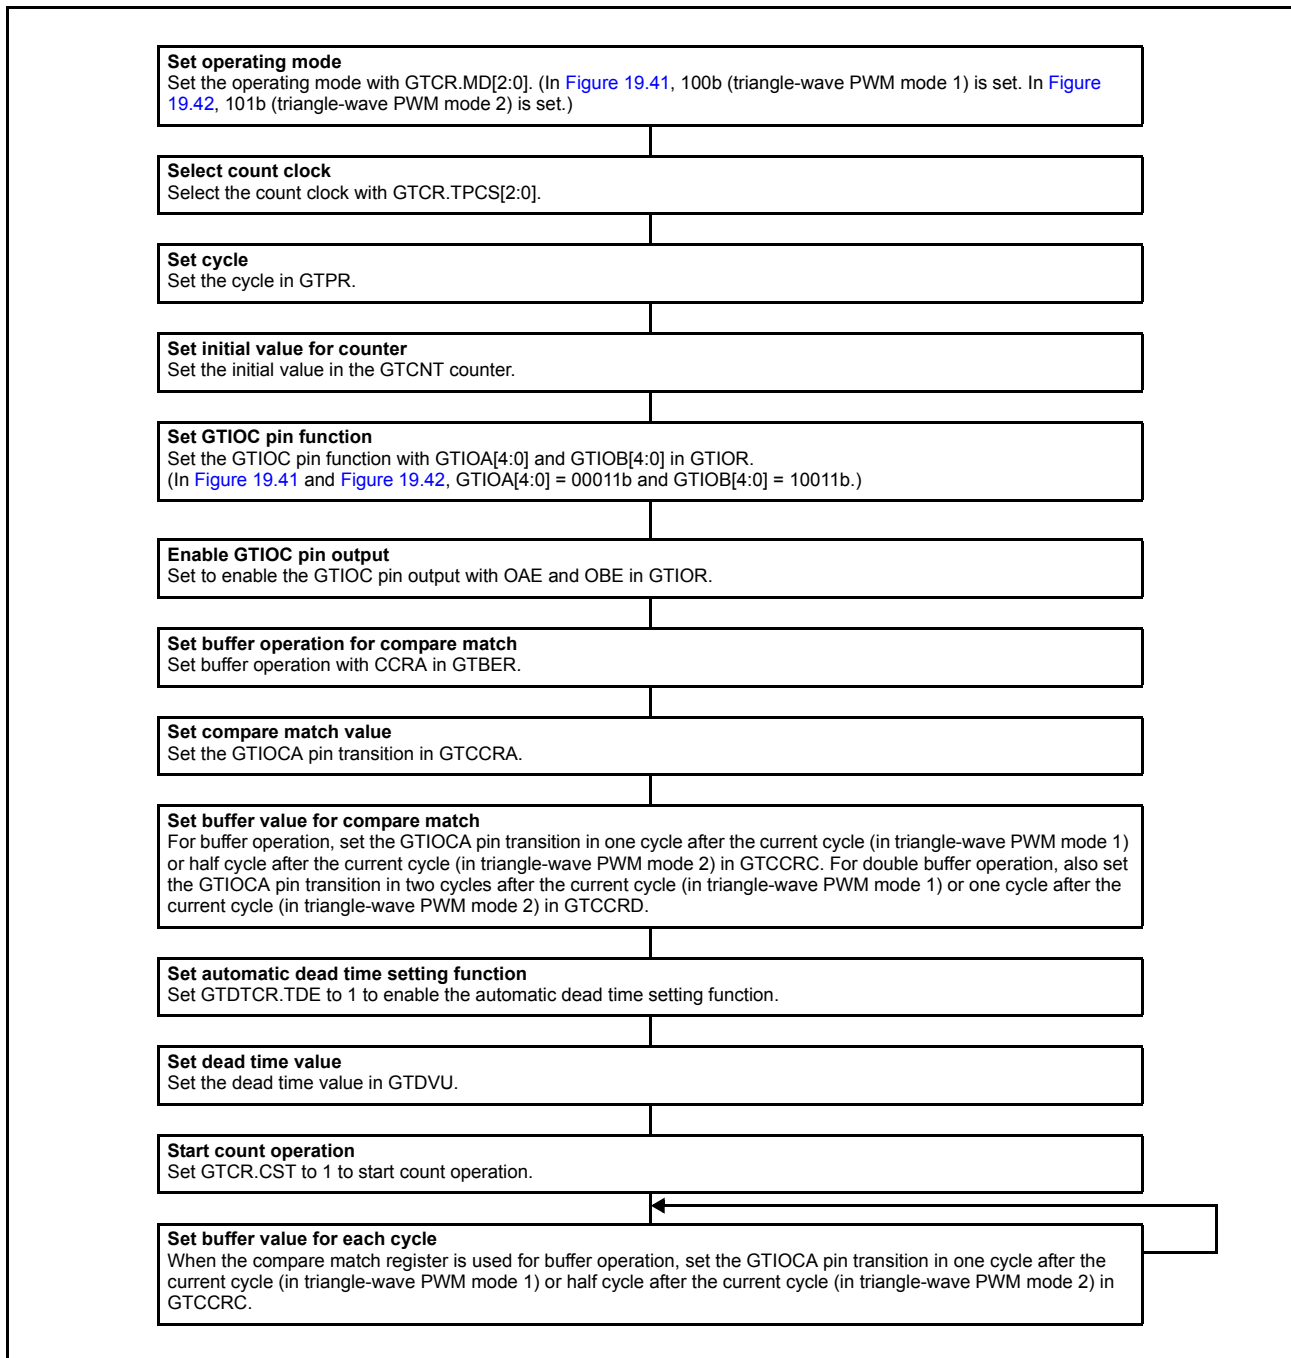 Set operating mode
Set the operating mode with GTCR.MD[2:0]. (In Figure 19.41, 100b (triangle-wave PWM mode 1) is set. In Figure
19.42, 101b (triangle-wave PWM mode 2) is set.)
Select count clock
Select the count clock with GTCR.TPCS[2:0].
Set cycle
Set the cycle in GTPR.
Set initial value for counter
Set the initial value in the GTCNT counter.
Set GTIOC pin function
Set the GTIOC pin function with GTIOA[4:0] and GTIOB[4:0] in GTIOR.
(In Figure 19.41 and Figure 19.42, GTIOA[4:0] = 00011b and GTIOB[4:0] = 10011b.)
Enable GTIOC pin output
Set to enable the GTIOC pin output with OAE and OBE in GTIOR.
Set buffer operation for compare match
Set buffer operation with CCRA in GTBER.
Set compare match value
Set the GTIOCA pin transition in GTCCRA.
Set buffer value for compare match
For buffer operation, set the GTIOCA pin transition in one cycle after the current cycle (in triangle-wave PWM mode 1)
or half cycle after the current cycle (in triangle-wave PWM mode 2) in GTCCRC. For double buffer operation, also set
the GTIOCA pin transition in two cycles after the current cycle (in triangle-wave PWM mode 1) or one cycle after the
current cycle (in triangle-wave PWM mode 2) in GTCCRD.
Set automatic dead time setting function
Set GTDTCR.TDE to 1 to enable the automatic dead time setting function.
Set dead time value
Set the dead time value in GTDVU.
Start count operation
Set GTCR.CST to 1 to start count operation.
Set buffer value for each cycle
When the compare match register is used for buffer operation, set the GTIOCA pin transition in one cycle after the
current cycle (in triangle-wave PWM mode 1) or half cycle after the current cycle (in triangle-wave PWM mode 2) in
GTCCRC.